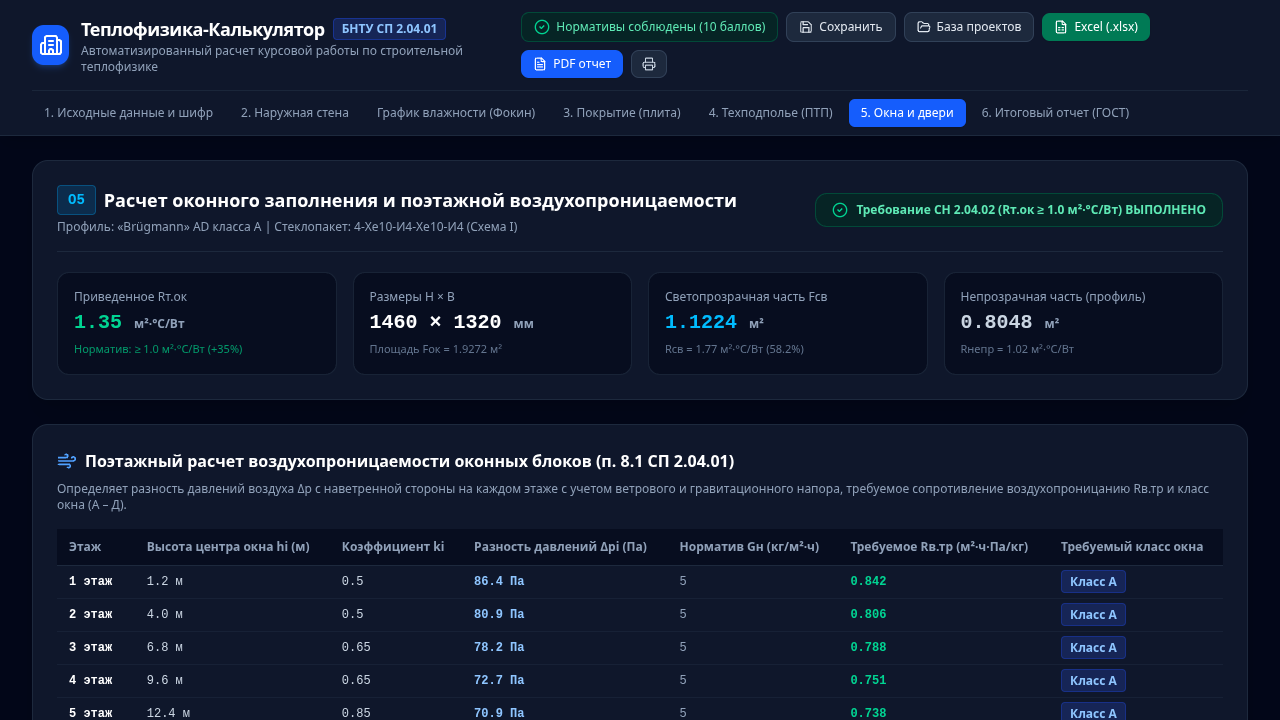 Теплофизика-Калькулятор БНТУ СП 2.04.01
Автоматизированный расчет курсовой работы по строительной
теплофизике
Нормативы соблюдены (10 баллов) Сохранить База проектов Excel (.xlsx)
PDF отчет
1. Исходные данные и шифр 2. Наружная стена График влажности (Фокин) 3. Покрытие (плита) 4. Техподполье (ПТП) 5. Окна и двери 6. Итоговый отчет (ГОСТ)
05 Расчет оконного заполнения и поэтажной воздухопроницаемости
Профиль: «Brügmann» AD класса А | Стеклопакет: 4-Xe10-И4-Xe10-И4 (Схема I)
Требование СН 2.04.02 (Rт.ок ≥ 1.0 м²·°С/Вт) ВЫПОЛНЕНО
Приведенное Rт.ок
1.35 м²·°С/Вт
Норматив: ≥ 1.0 м²·°С/Вт (+35%)
Размеры H × B
1460 × 1320 мм
Площадь Fок = 1.9272 м²
Светопрозрачная часть Fсв
1.1224 м²
Rсв = 1.77 м²·°С/Вт (58.2%)
Непрозрачная часть (профиль)
0.8048 м²
Rнепр = 1.02 м²·°С/Вт
Поэтажный расчет воздухопроницаемости оконных блоков (п. 8.1 СП 2.04.01)
Определяет разность давлений воздуха Δp с наветренной стороны на каждом этаже с учетом ветрового и гравитационного напора, требуемое сопротивление воздухопроницанию Rв.тр и класс
окна (А – Д).
Этаж Высота центра окна hi (м) Коэффициент ki Разность давлений Δpi (Па) Норматив Gн (кг/м²·ч) Требуемое Rв.тр (м²·ч·Па/кг) Требуемый класс окна
1 этаж 1.2 м 0.5 86.4 Па 5 0.842 Класс А
2 этаж 4.0 м 0.5 80.9 Па 5 0.806 Класс А
3 этаж 6.8 м 0.65 78.2 Па 5 0.788 Класс А
4 этаж 9.6 м 0.65 72.7 Па 5 0.751 Класс А
5 этаж 12.4 м 0.85 70.9 Па 5 0.738 Класс А